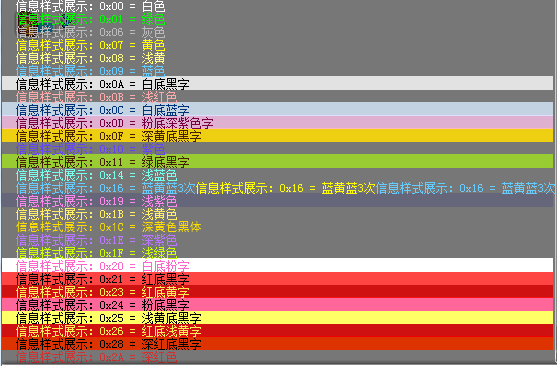 信息样式展示: 0x00 = 白色
信息样式展示: 0x01 = 绿色
信息样式展示: 0x06 = 灰色
信息样式展示: 0x07 = 黄色
信息样式展示: 0x08 = 浅黄
信息样式展示: 0x09 = 蓝色
信息样式展示: 0x0A = 白底黑字
信息样式展示: 0x0B = 浅红色
信息样式展示: 0x0C = 白底蓝字
信息样式展示: 0x0D = 粉底深紫色字
信息样式展示: 0x0F = 深黄底黑字
信息样式展示: 0x10 = 紫色
信息样式展示: 0x11 = 绿底黑字
信息样式展示: 0x14 = 浅蓝色
信息样式展示: 0x16 = 蓝黄蓝3次信息样式展示: 0x16 = 蓝黄蓝3次信息样式展示: 0x16 = 蓝黄蓝3次
信息样式展示: 0x19 = 浅紫色
信息样式展示: 0x1B = 浅黄色
信息样式展示: 0x1C = 深黄色黑体
信息样式展示: 0x1E = 深紫色
信息样式展示: 0x1F = 浅绿色
信息样式展示: 0x20 = 白底粉字
信息样式展示: 0x21 = 红底黑字
信息样式展示: 0x23 = 红底黄字
信息样式展示: 0x24 = 粉底黑字
信息样式展示: 0x25 = 浅黄底黑字
信息样式展示: 0x26 = 红底浅黄字
信息样式展示: 0x28 = 深红底黑字
信息样式展示: 0x2A = 深红色